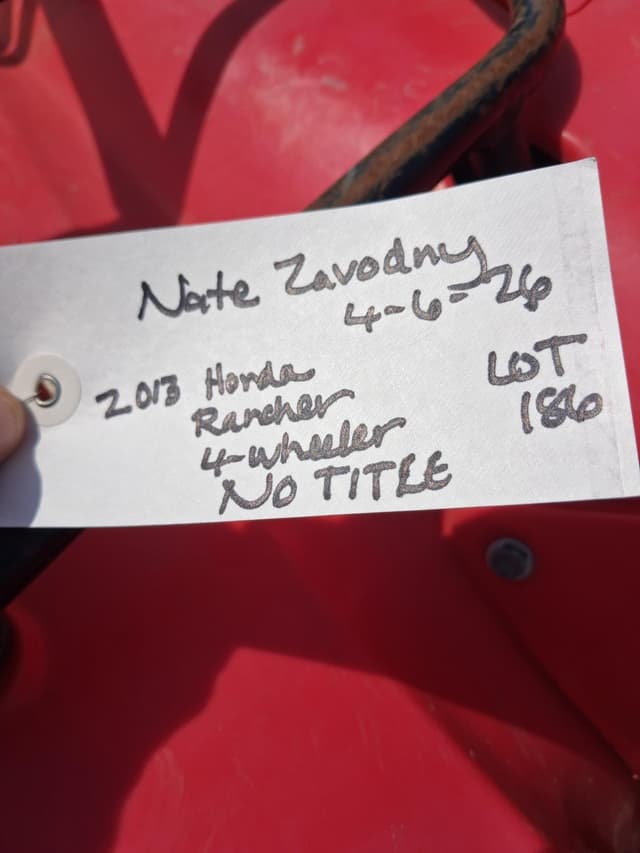 Nate Zavodny
4-6-26
2013 Honda
Rancher
4-wheeler
NO TITLE
LOT
186